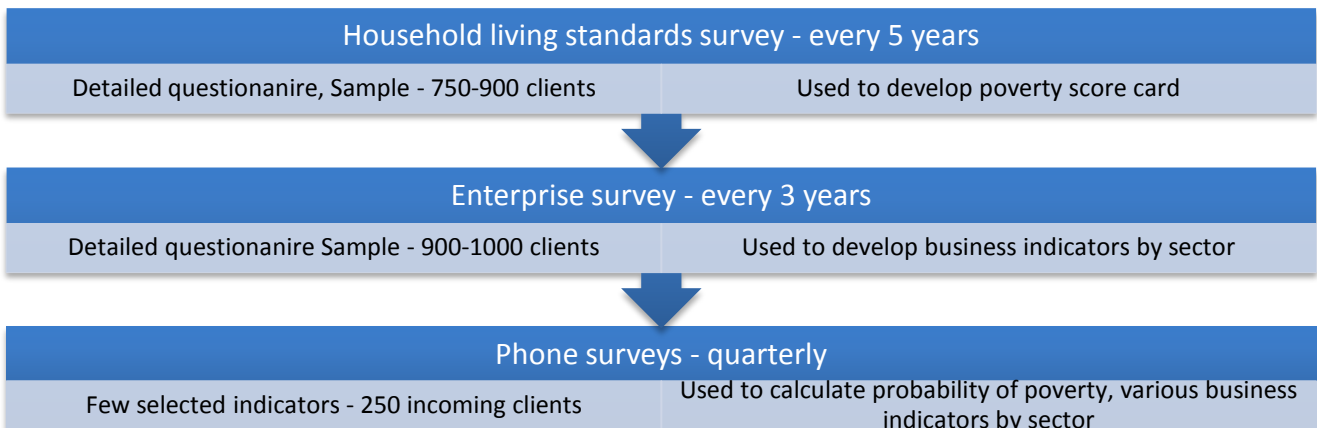 Household living standards survey - every 5 years
Detailed questionanire, Sample - 750-900 clients
Used to develop poverty score card
Enterprise survey - every 3 years
Detailed questionanire Sample - 900-1000 clients
Used to develop business indicators by sector
Phone surveys - quarterly
Few selected indicators - 250 incoming clients
Used to calculate probability of poverty, various business
indicators by sector